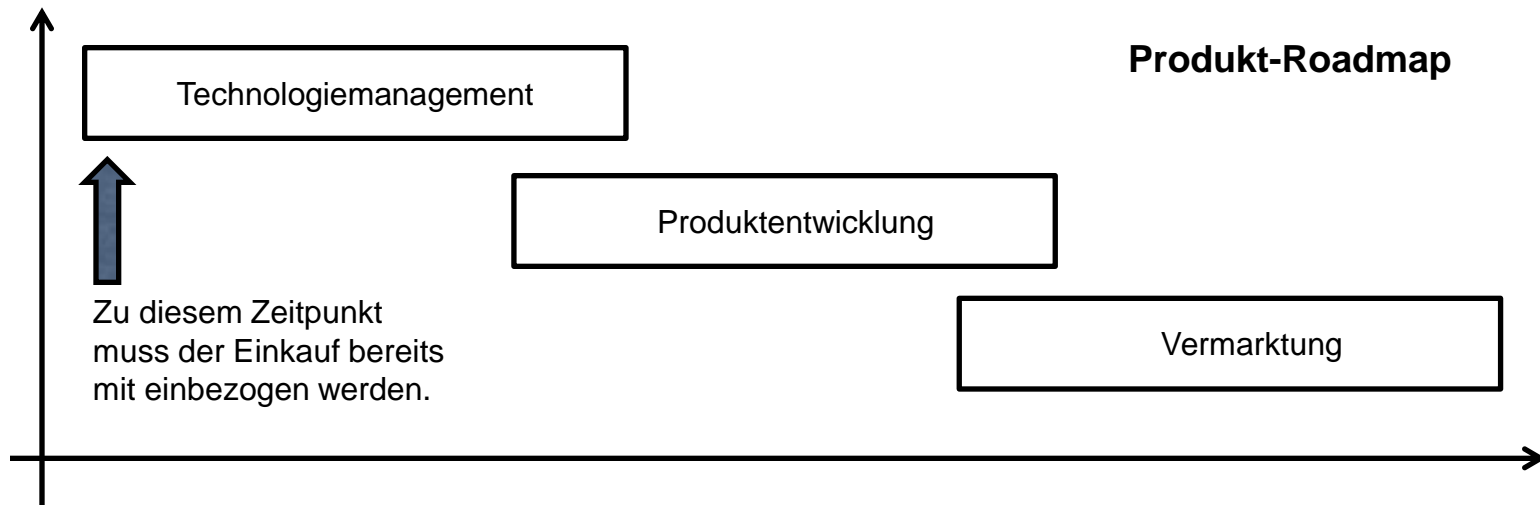 Produkt-Roadmap
Technologiemanagement
Produktentwicklung
Zu diesem Zeitpunkt
muss der Einkauf bereits
mit einbezogen werden.
Vermarktung